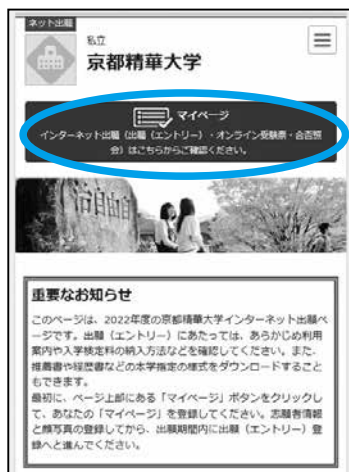 ネット出願
私立
京都精華大学
マイページ
インターネット出願（出願（エントリー）・オンライン受験票・合否照
会）はこちらからご確認ください。
重要なお知らせ
このページは、2022年度の京都精華大学インターネット出願ペ
ージです。出願（エントリー）にあたっては、あらかじめ利用
案内や入学検定料の納入方法などを確認してください。また、
推薦書や経歴書などの本学指定の様式をダウンロードすること
もできます。
最初に、ページ上部にある「マイページ」ボタンをクリックし
て、あなたの「マイページ」を登録してください。志願者情報
と顔写真の登録してから、出願期間内に出願（エントリー）登
録へと進んでください。